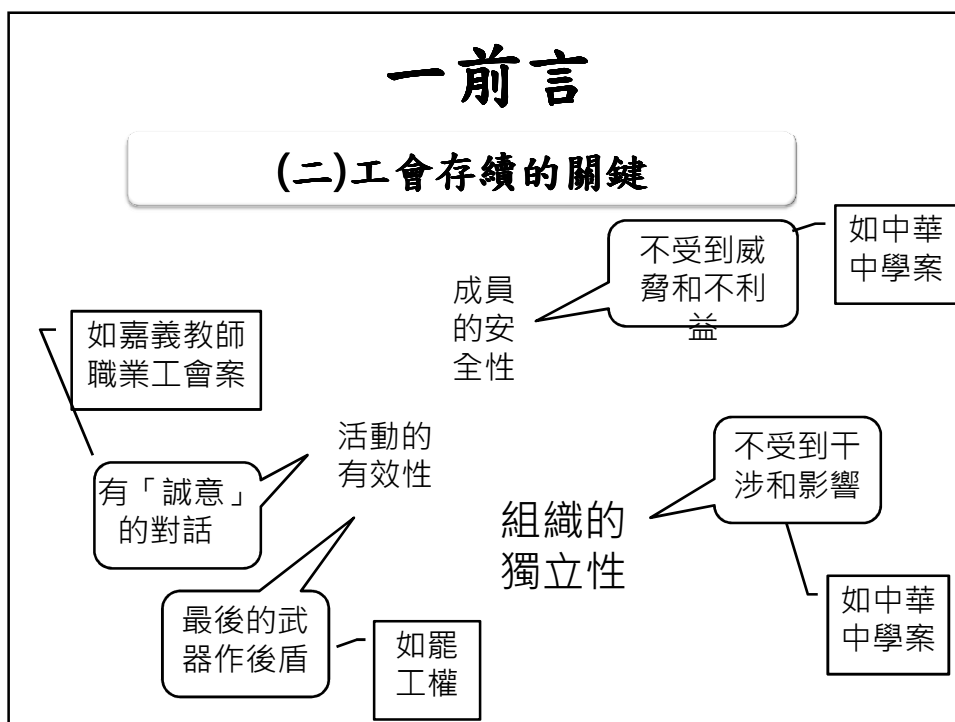 一前言
(二)工會存續的關鍵
成員
的安
全性
不受到威
脅和不利
益
如中華
中學案
如嘉義教師
職業工會案
活動的
有效性
有「誠意」
的對話
最後的武
器作後盾
如罷
工權
組織的
獨立性
不受到干
涉和影響
如中華
中學案